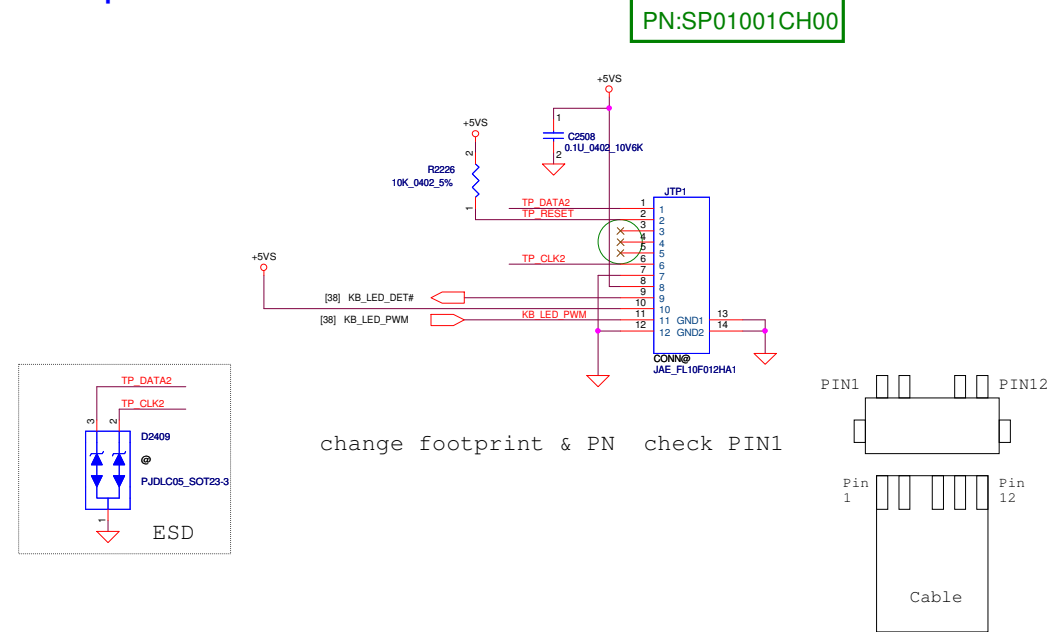 PN:SP01001CH00
+5VS
+5VS
1
C2508
0.1U_0402_10V6K
2
2
R2226
10K_0402_5%
1
JTP1
TP_DATA2 1 1
TP_RESET 2 2
3 3
4 4
5 5
TP_CLK2 6 6
7 7
8 8
+5VS
[38] KB_LED_DET# 9 9
10 10
[38] KB_LED_PWM KB_LED_PWM 11 11 GND1 13
12 12 GND2 14
CONN@
JAE_FL10F012HA1
TP_DATA2
TP_CLK2
3 2
D2409
@
PJDLC05_SOT23-3
1
ESD
change footprint & PN check PIN1
PIN1 PIN12
Pin 1
Pin 12
Cable